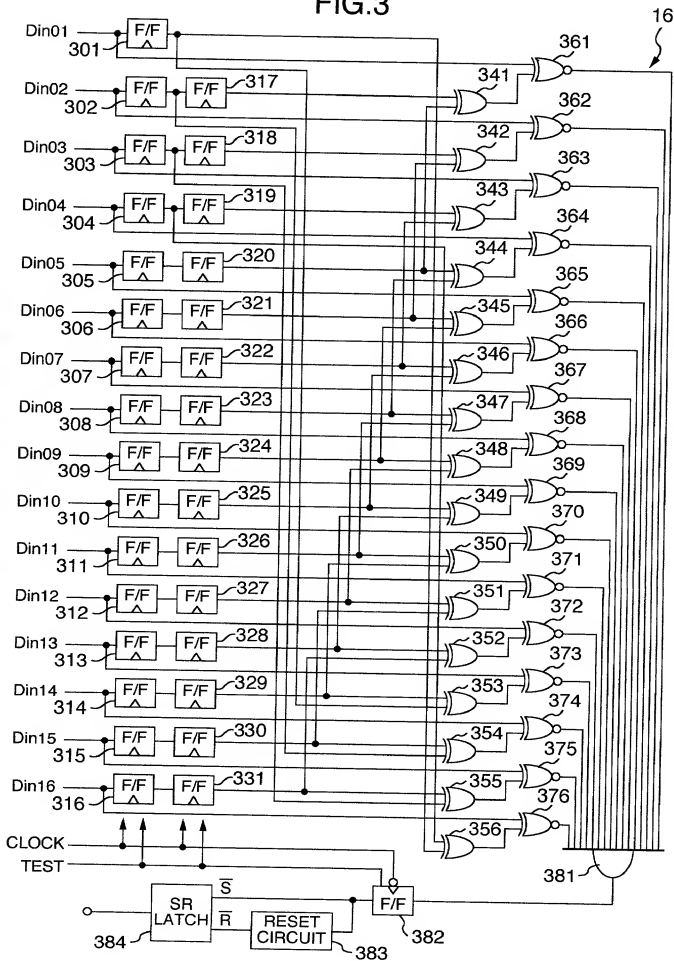 FIG.3
16
Din01 F/F 301 361
Din02 F/F F/F 317 302 341 362
Din03 F/F F/F 318 303 342 363
Din04 F/F F/F 319 304 343 364
Din05 F/F F/F 320 305 344 365
Din06 F/F F/F 321 306 345 366
Din07 F/F F/F 322 307 346 367
Din08 F/F F/F 323 308 347 368
Din09 F/F F/F 324 309 348 369
Din10 F/F F/F 325 310 349 370
Din11 F/F F/F 326 311 350 371
Din12 F/F F/F 327 312 351 372
Din13 F/F F/F 328 313 352 373
Din14 F/F F/F 329 314 353 374
Din15 F/F F/F 330 315 354 375
Din16 F/F F/F 331 316 355 376
356
CLOCK
TEST
381
SR LATCH
S̅
R̅
384
RESET CIRCUIT
383
F/F
382